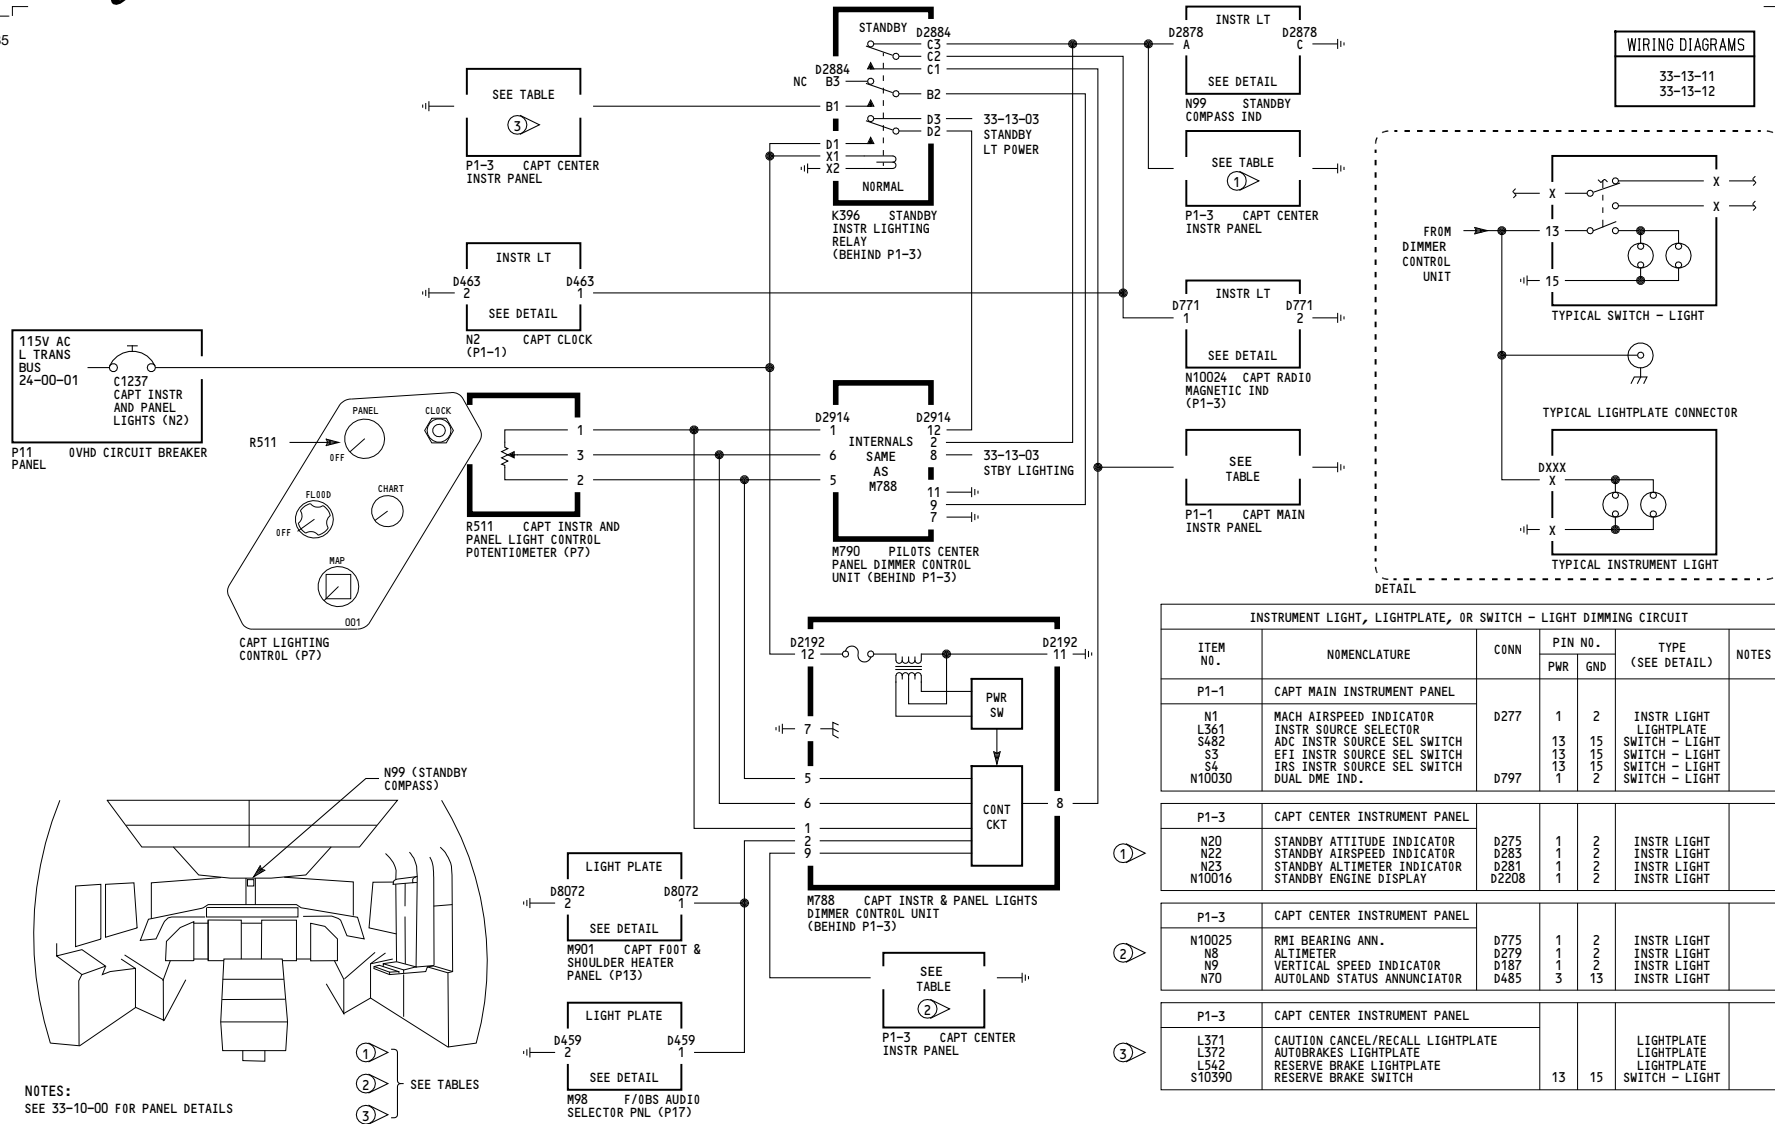 5
SEE TABLE
3
P1-3 CAPT CENTER
INSTR PANEL
INSTR LT
D463 D463
2 1
SEE DETAIL
N2 CAPT CLOCK
(P1-1)
115V AC
L TRANS
BUS
24-00-01
C1237
CAPT INSTR
AND PANEL
LIGHTS (N2)
P11 OVHD CIRCUIT BREAKER
PANEL
R511
PANEL
OFF
CLOCK
FLOOD
OFF
CHART
MAP
001
CAPT LIGHTING
CONTROL (P7)
1
3
2
R511 CAPT INSTR AND
PANEL LIGHT CONTROL
POTENTIOMETER (P7)
STANDBY
D2884
C3
C2
C1
D2884
NC B3
B2
B1
D3 33-13-03
D2 STANDBY
LT POWER
D1
X1
X2
NORMAL
K396 STANDBY
INSTR LIGHTING
RELAY
(BEHIND P1-3)
D2914 D2914
1 12
2
6 8 33-13-03
STBY LIGHTING
5
INTERNALS
SAME
AS
M788
11
9
7
M790 PILOTS CENTER
PANEL DIMMER CONTROL
UNIT (BEHIND P1-3)
D2192 D2192
12 11
PWR
SW
7
5
6
1
2
9
CONT
CKT
8
M788 CAPT INSTR & PANEL LIGHTS
DIMMER CONTROL UNIT
(BEHIND P1-3)
LIGHT PLATE
D8072 D8072
2 1
SEE DETAIL
M901 CAPT FOOT &
SHOULDER HEATER
PANEL (P13)
LIGHT PLATE
D459 D459
2 1
SEE DETAIL
M98 F/OBS AUDIO
SELECTOR PNL (P17)
SEE
TABLE
2
P1-3 CAPT CENTER
INSTR PANEL
INSTR LT
D2878 D2878
A C
SEE DETAIL
N99 STANDBY
COMPASS IND
SEE TABLE
1
P1-3 CAPT CENTER
INSTR PANEL
INSTR LT
D771 D771
1 2
SEE DETAIL
N10024 CAPT RADIO
MAGNETIC IND
(P1-3)
SEE
TABLE
P1-1 CAPT MAIN
INSTR PANEL
WIRING DIAGRAMS
33-13-11
33-13-12
X X
X
13
15
FROM
DIMMER
CONTROL
UNIT
TYPICAL SWITCH - LIGHT
TYPICAL LIGHTPLATE CONNECTOR
DXXX
X
X
TYPICAL INSTRUMENT LIGHT
DETAIL
INSTRUMENT LIGHT, LIGHTPLATE, OR SWITCH - LIGHT DIMMING CIRCUIT
ITEM NO. NOMENCLATURE CONN PIN NO. PWR GND TYPE (SEE DETAIL) NOTES
P1-1 CAPT MAIN INSTRUMENT PANEL
N1 MACH AIRSPEED INDICATOR D277 1 2 INSTR LIGHT
L361 INSTR SOURCE SELECTOR LIGHTPLATE
S482 ADC INSTR SOURCE SEL SWITCH 13 15 SWITCH - LIGHT
S3 EFI INSTR SOURCE SEL SWITCH 13 15 SWITCH - LIGHT
S4 IRS INSTR SOURCE SEL SWITCH 13 15 SWITCH - LIGHT
N10030 DUAL DME IND. D797 1 2 SWITCH - LIGHT
P1-3 CAPT CENTER INSTRUMENT PANEL
1
N20 STANDBY ATTITUDE INDICATOR D275 1 2 INSTR LIGHT
N22 STANDBY AIRSPEED INDICATOR D283 1 2 INSTR LIGHT
N23 STANDBY ALTIMETER INDICATOR D281 1 2 INSTR LIGHT
N10016 STANDBY ENGINE DISPLAY D2208 1 2 INSTR LIGHT
P1-3 CAPT CENTER INSTRUMENT PANEL
2
N10025 RMI BEARING ANN. D775 1 2 INSTR LIGHT
N8 ALTIMETER D279 1 2 INSTR LIGHT
N9 VERTICAL SPEED INDICATOR D187 1 2 INSTR LIGHT
N70 AUTOLAND STATUS ANNUNCIATOR D485 3 13 INSTR LIGHT
P1-3 CAPT CENTER INSTRUMENT PANEL
3
L371 CAUTION CANCEL/RECALL LIGHTPLATE LIGHTPLATE
L372 AUTOBRAKES LIGHTPLATE LIGHTPLATE
L542 RESERVE BRAKE LIGHTPLATE LIGHTPLATE
S10390 RESERVE BRAKE SWITCH 13 15 SWITCH - LIGHT
N99 (STANDBY
COMPASS)
1
2 SEE TABLES
3
NOTES:
SEE 33-10-00 FOR PANEL DETAILS